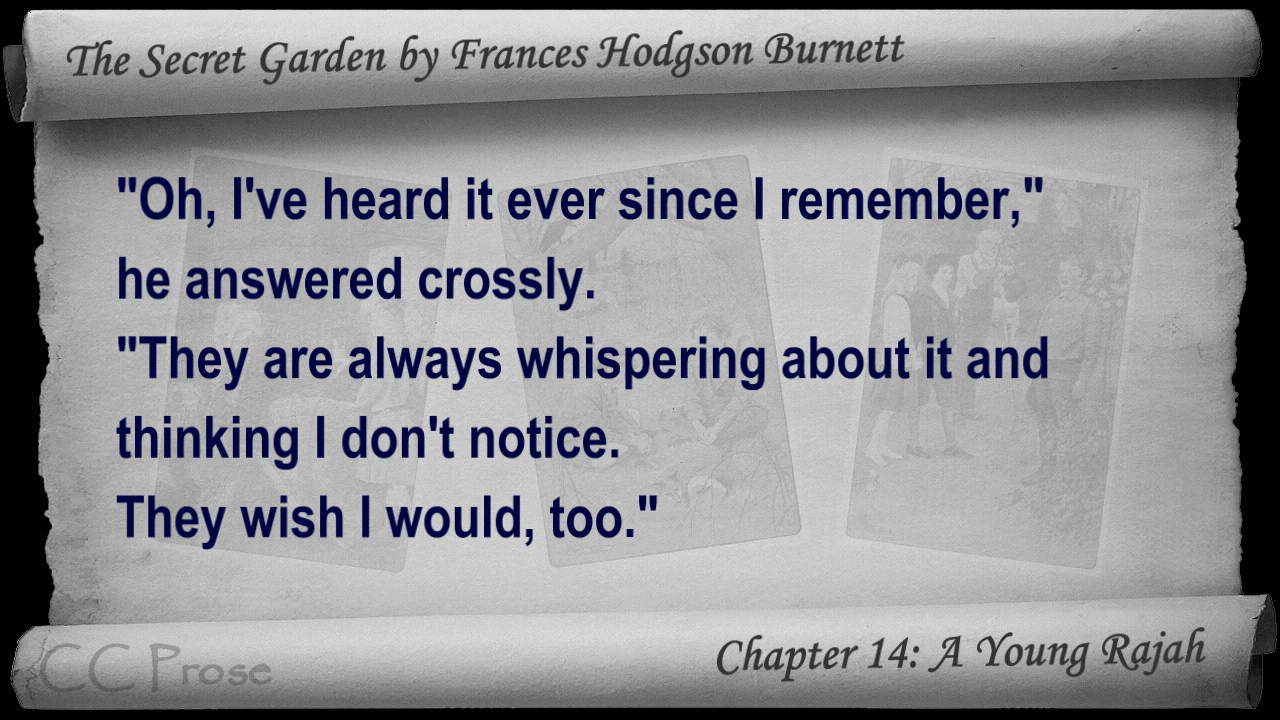 The Secret Garden by Frances Hodgson Burnett
"Oh, I've heard it ever since I remember,"
he answered crossly.
"They are always whispering about it and
thinking I don't notice.
They wish I would, too."
Chapter 14: A Young Rajah
CC Prose